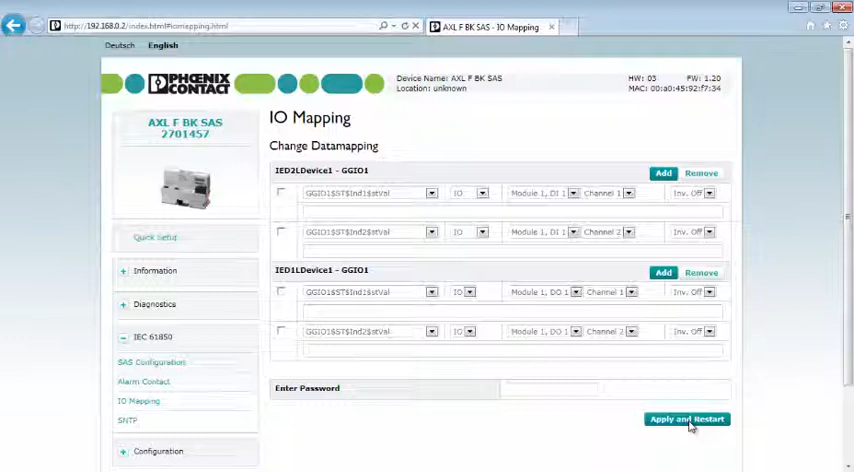 http://192.168.0.2/index.html#iomapping.html
AXL F BK SAS - IO Mapping
Deutsch English
PHOENIX CONTACT
Device Name: AXL F BK SAS
Location: unknown
HW: 03 FW: 1.20
MAC: 00:a0:45:92:f7:34
AXL F BK SAS
2701457
Quick Setup
+ Information
+ Diagnostics
− IEC 61850
SAS Configuration
Alarm Contact
IO Mapping
SNTP
+ Configuration
IO Mapping
Change Datamapping
IED2LDevice1 - GGIO1 Add Remove
GGIO1$ST$Ind1$stVal IO Module 1, DI 1 Channel 1 Inv. Off
GGIO1$ST$Ind2$stVal IO Module 1, DI 1 Channel 2 Inv. Off
IED1LDevice1 - GGIO1 Add Remove
GGIO1$ST$Ind1$stVal IO Module 1, DO 1 Channel 1 Inv. Off
GGIO1$ST$Ind2$stVal IO Module 1, DO 1 Channel 2 Inv. Off
Enter Password
Apply and Restart